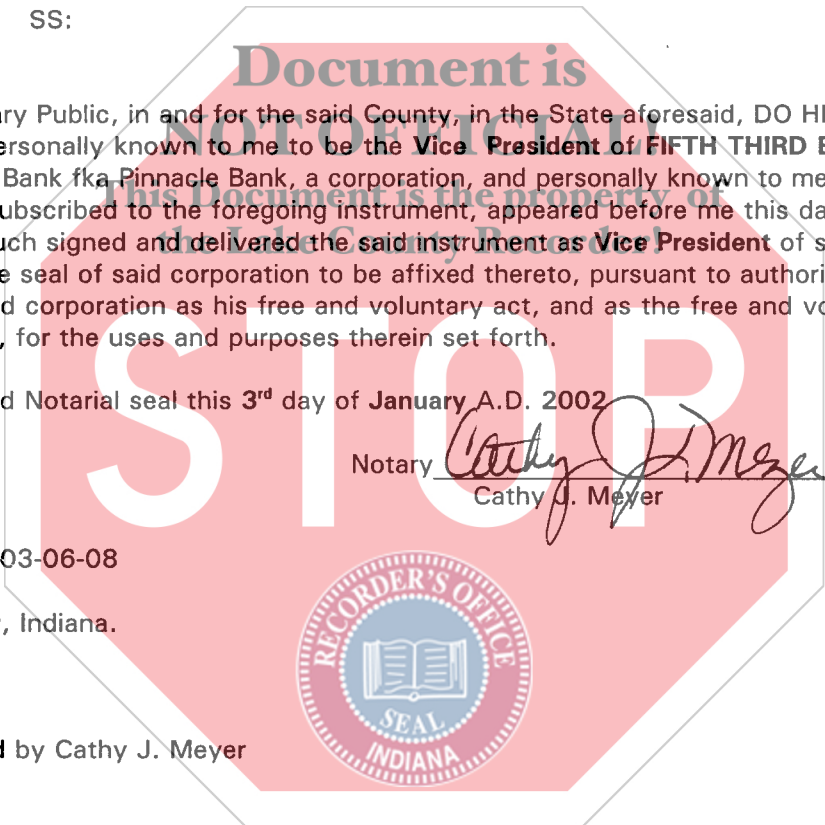 SS:
Document is
ry Public, in and for the said County, in the State aforesaid, DO
NOT OFFICIAL!
ersonally known to me to be the Vice President of FIFTH THIRD
Bank fka Pinnacle Bank, a corporation, and personally known to me
This Document is the property of
ubscribed to the foregoing instrument, appeared before me this
uch signed and delivered the said instrument as Vice President of
the Lake County Recorder!
e seal of said corporation to be affixed thereto, pursuant to
d corporation as his free and voluntary act, and as the free and
, for the uses and purposes therein set forth.
STOP
d Notarial seal this 3rd day of January A.D. 2002
Notary Cathy J. Meyer
Cathy J. Meyer
03-06-08
RECORDER'S OFFICE
, Indiana.
SEAL
INDIANA
by Cathy J. Meyer